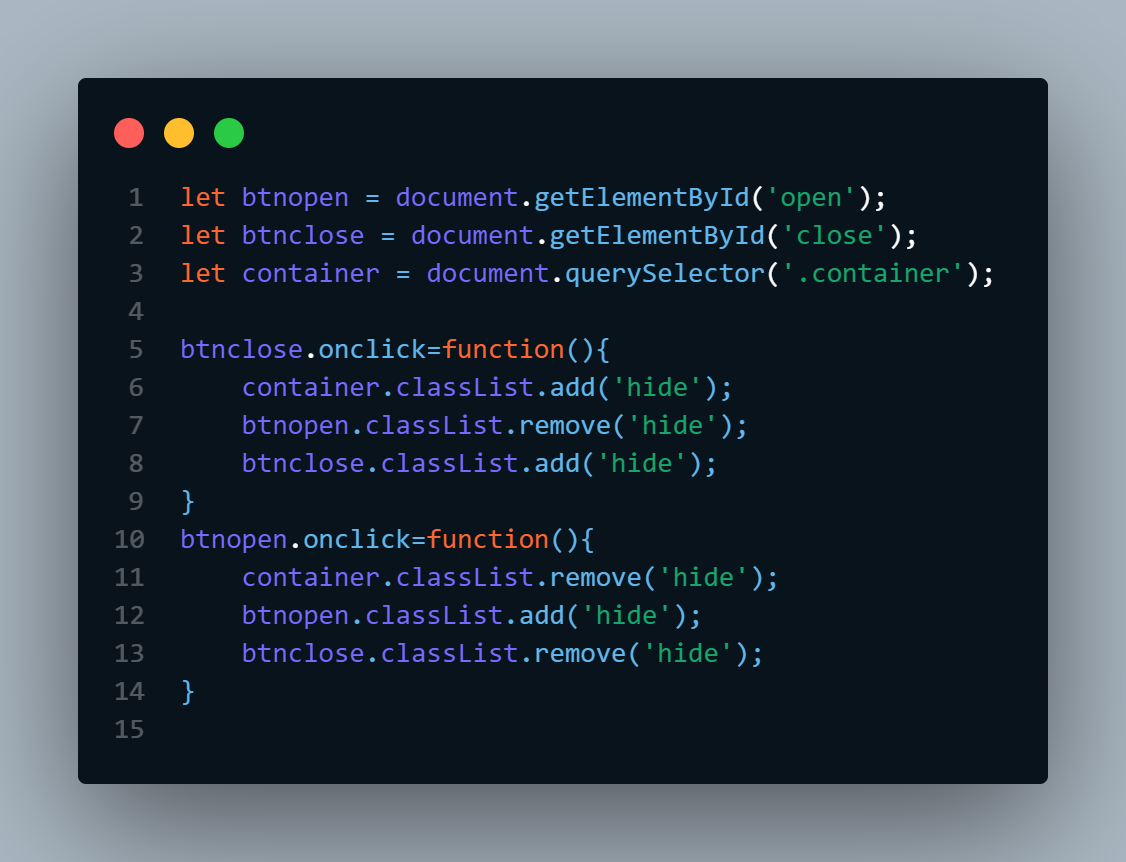 1 let btnopen = document.getElementById('open');
2 let btnclose = document.getElementById('close');
3 let container = document.querySelector('.container');
4
5 btnclose.onclick=function(){
6     container.classList.add('hide');
7     btnopen.classList.remove('hide');
8     btnclose.classList.add('hide');
9 }
10 btnopen.onclick=function(){
11     container.classList.remove('hide');
12     btnopen.classList.add('hide');
13     btnclose.classList.remove('hide');
14 }
15